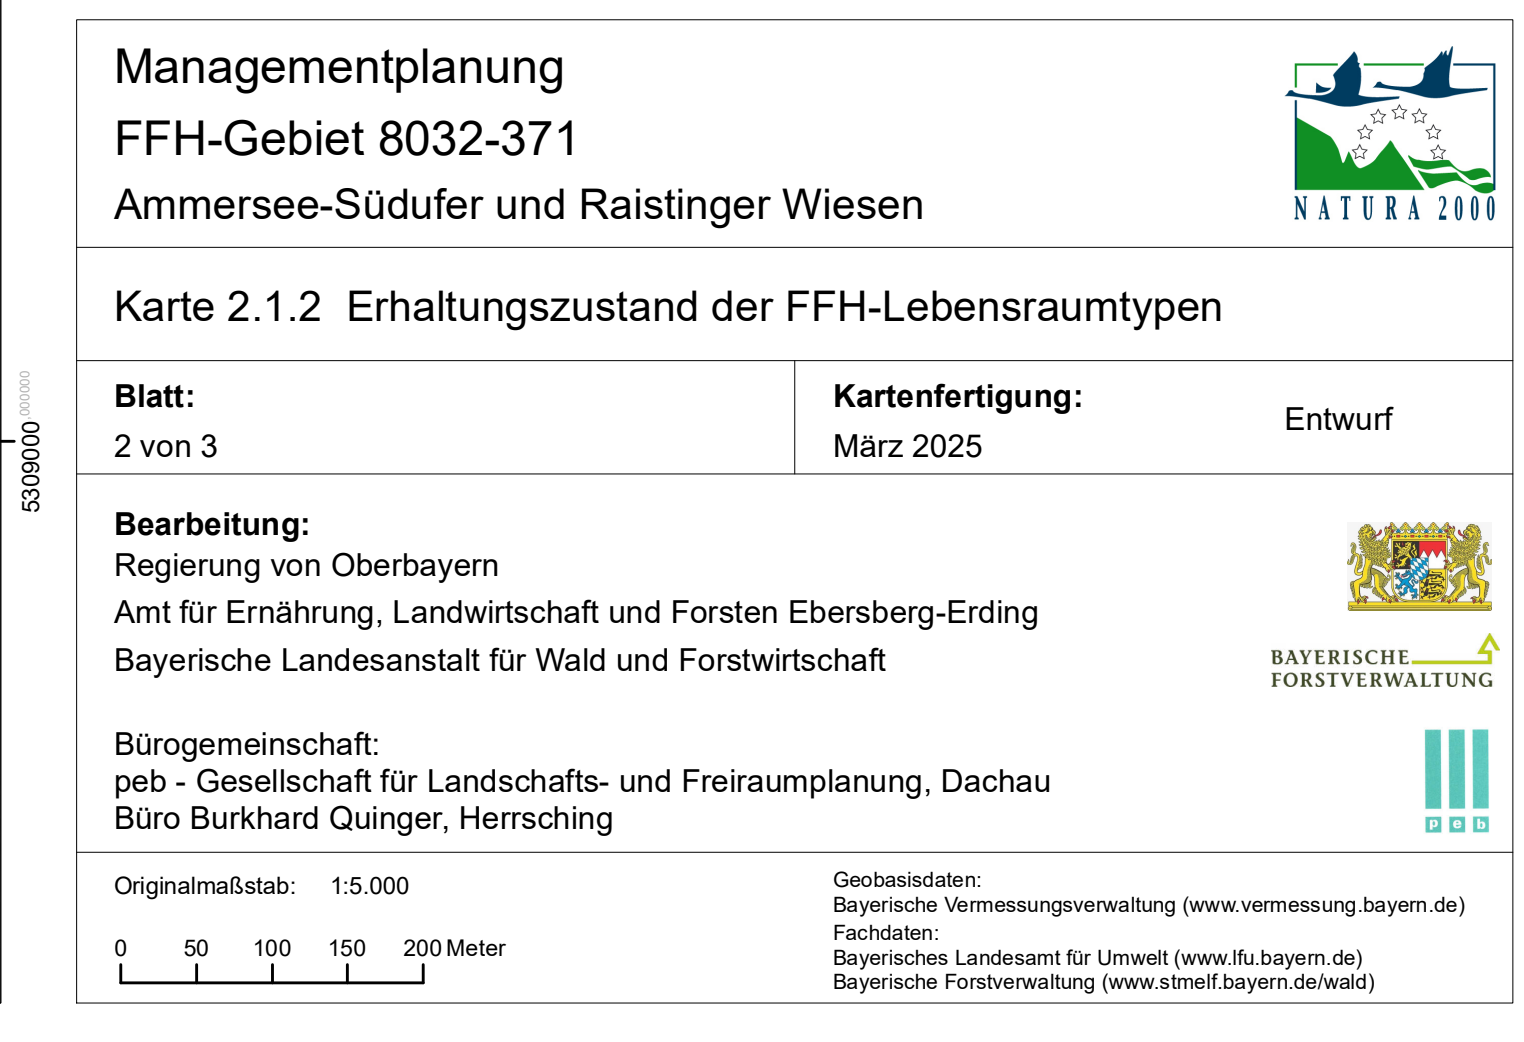 Managementplanung
FFH-Gebiet 8032-371
Ammersee-Südufer und Raistinger Wiesen
NATURA 2000
Karte 2.1.2 Erhaltungszustand der FFH-Lebensraumtypen
Blatt:
2 von 3
Kartenfertigung:
März 2025
Entwurf
5309000,000000
Bearbeitung:
Regierung von Oberbayern
Amt für Ernährung, Landwirtschaft und Forsten Ebersberg-Erding
Bayerische Landesanstalt für Wald und Forstwirtschaft
BAYERISCHE
FORSTVERWALTUNG
Bürogemeinschaft:
peb - Gesellschaft für Landschafts- und Freiraumplanung, Dachau
Büro Burkhard Quinger, Herrsching
p e b
Originalmaßstab: 1:5.000
0 50 100 150 200 Meter
Geobasisdaten:
Bayerische Vermessungsverwaltung (www.vermessung.bayern.de)
Fachdaten:
Bayerisches Landesamt für Umwelt (www.lfu.bayern.de)
Bayerische Forstverwaltung (www.stmelf.bayern.de/wald)